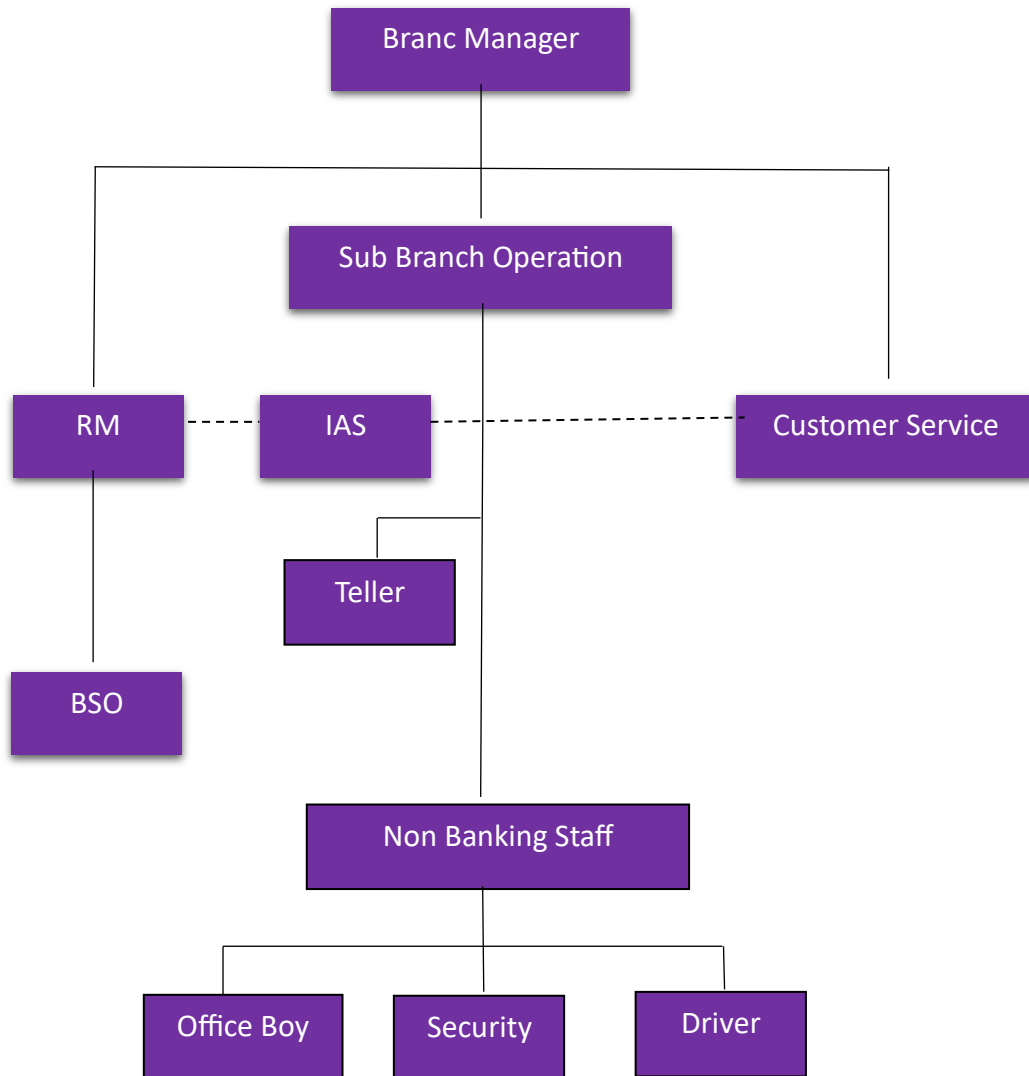 Branc Manager
Sub Branch Operation
RM
IAS
Customer Service
Teller
BSO
Non Banking Staff
Office Boy
Security
Driver